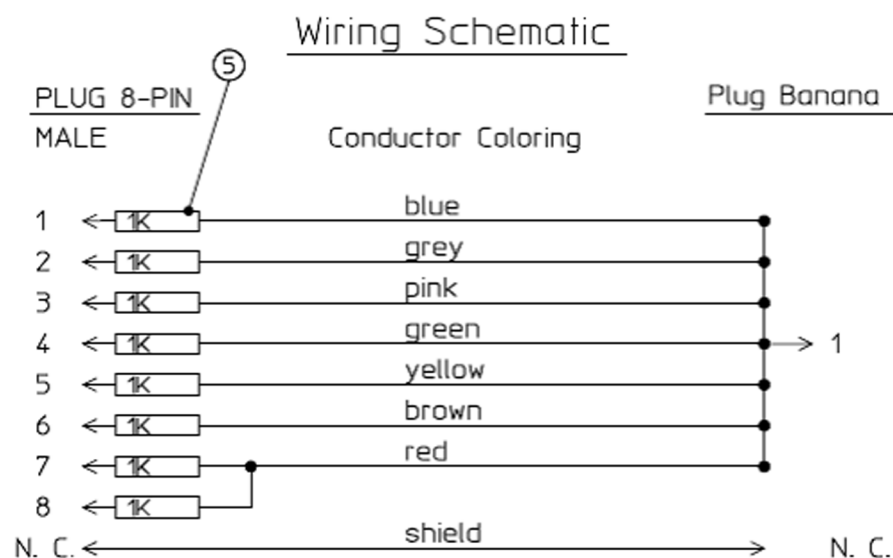 Wiring Schematic
5
PLUG 8-PIN
Plug Banana
MALE
Conductor Coloring
1 1K blue
2 1K grey
3 1K pink
4 1K green 1
5 1K yellow
6 1K brown
7 1K red
8 1K
N. C. shield N. C.